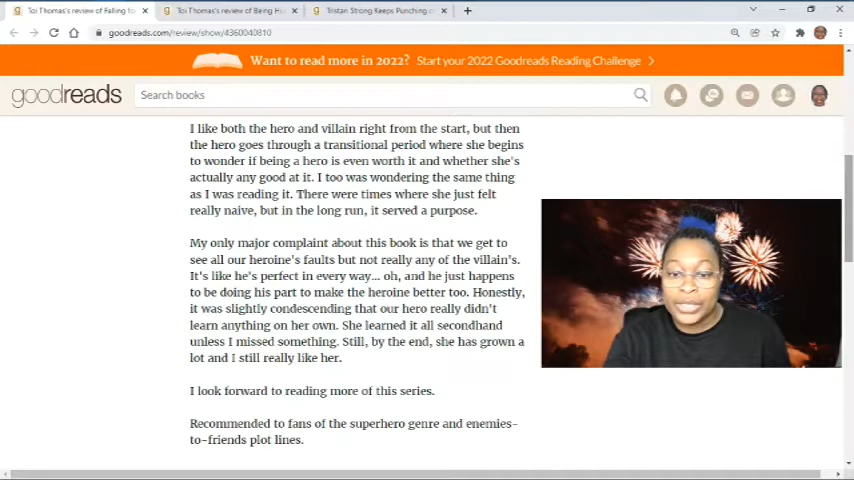 Toi Thomas's review of Falling fo
Toi Thomas's review of Being Hu
Tristan Strong Keeps Punching
goodreads.com/review/show/4360040810
Want to read more in 2022? Start your 2022 Goodreads Reading Challenge
goodreads
Search books
I like both the hero and villain right from the start, but then
the hero goes through a transitional period where she begins
to wonder if being a hero is even worth it and whether she's
actually any good at it. I too was wondering the same thing
as I was reading it. There were times where she just felt
really naive, but in the long run, it served a purpose.
My only major complaint about this book is that we get to
see all our heroine's faults but not really any of the villain's.
It's like he's perfect in every way... oh, and he just happens
to be doing his part to make the heroine better too. Honestly,
it was slightly condescending that our hero really didn't
learn anything on her own. She learned it all secondhand
unless I missed something. Still, by the end, she has grown a
lot and I still really like her.
I look forward to reading more of this series.
Recommended to fans of the superhero genre and enemies-
to-friends plot lines.